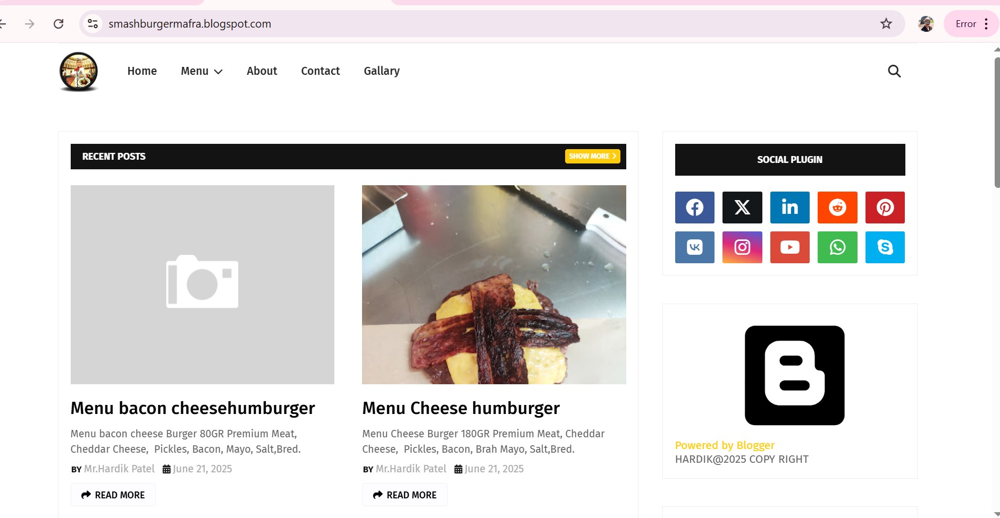 smashburgermafra.blogspot.com
Error
Home
Menu
About
Contact
Gallary
RECENT POSTS
SHOW MORE
Menu bacon cheesehumburger
Menu bacon cheese Burger 80GR Premium Meat,
Cheddar Cheese,  Pickles, Bacon, Mayo, Salt,Bred.
BY Mr.Hardik Patel June 21, 2025
READ MORE
Menu Cheese humburger
Menu Cheese Burger 180GR Premium Meat, Cheddar
Cheese,  Pickles, Bacon, Brah Mayo, Salt,Bred.
BY Mr.Hardik Patel June 21, 2025
READ MORE
SOCIAL PLUGIN
Powered by Blogger
HARDIK@2025 COPY RIGHT